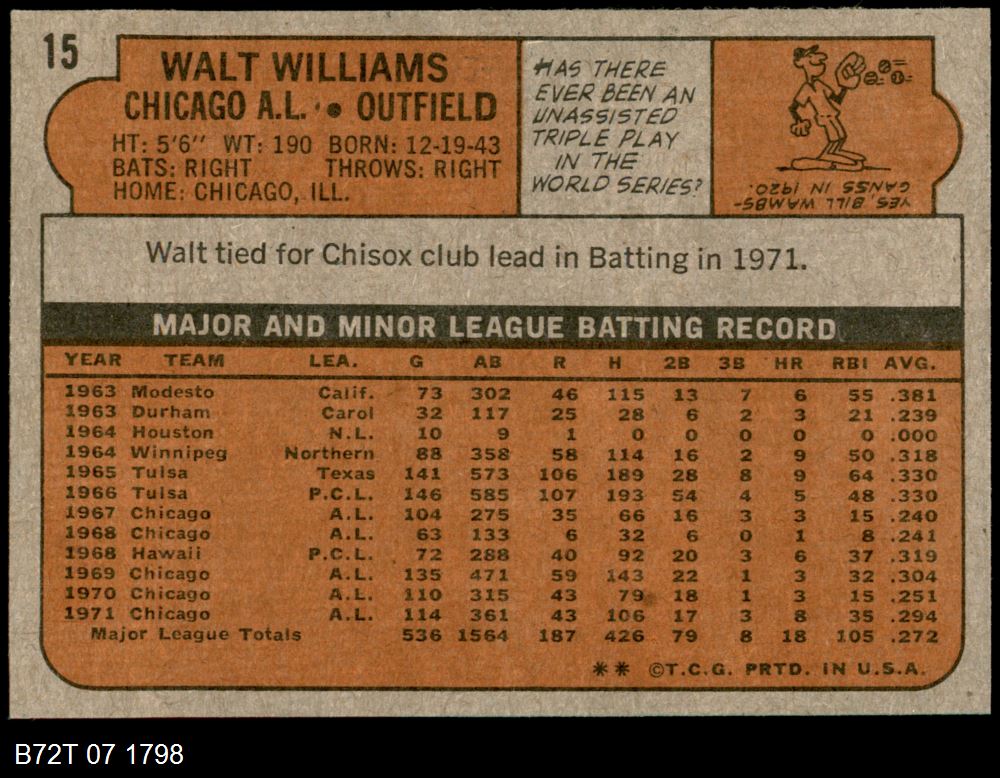 15
WALT WILLIAMS
CHICAGO A.L. • OUTFIELD
HT: 5'6" WT: 190 BORN: 12-19-43
BATS: RIGHT THROWS: RIGHT
HOME: CHICAGO, ILL.
HAS THERE
EVER BEEN AN
UNASSISTED
TRIPLE PLAY
IN THE
WORLD SERIES?
YES, BILL WAMBS-
GANSS IN 1920.
Walt tied for Chisox club lead in Batting in 1971.
MAJOR AND MINOR LEAGUE BATTING RECORD
YEAR TEAM LEA. G AB R H 2B 3B HR RBI AVG.
1963 Modesto Calif. 73 302 46 115 13 7 6 55 .381
1963 Durham Carol 32 117 25 28 6 2 3 21 .239
1964 Houston N.L. 10 9 1 0 0 0 0 0 .000
1964 Winnipeg Northern 88 358 58 114 16 2 9 50 .318
1965 Tulsa Texas 141 573 106 189 28 8 9 64 .330
1966 Tulsa P.C.L. 146 585 107 193 54 4 5 48 .330
1967 Chicago A.L. 104 275 35 66 16 3 3 15 .240
1968 Chicago A.L. 63 133 6 32 6 0 1 8 .241
1968 Hawaii P.C.L. 72 288 40 92 20 3 6 37 .319
1969 Chicago A.L. 135 471 59 143 22 1 3 32 .304
1970 Chicago A.L. 110 315 43 79 18 1 3 15 .251
1971 Chicago A.L. 114 361 43 106 17 3 8 35 .294
Major League Totals 536 1564 187 426 79 8 18 105 .272
** ©T.C.G. PRTD. IN U.S.A.
B72T 07 1798